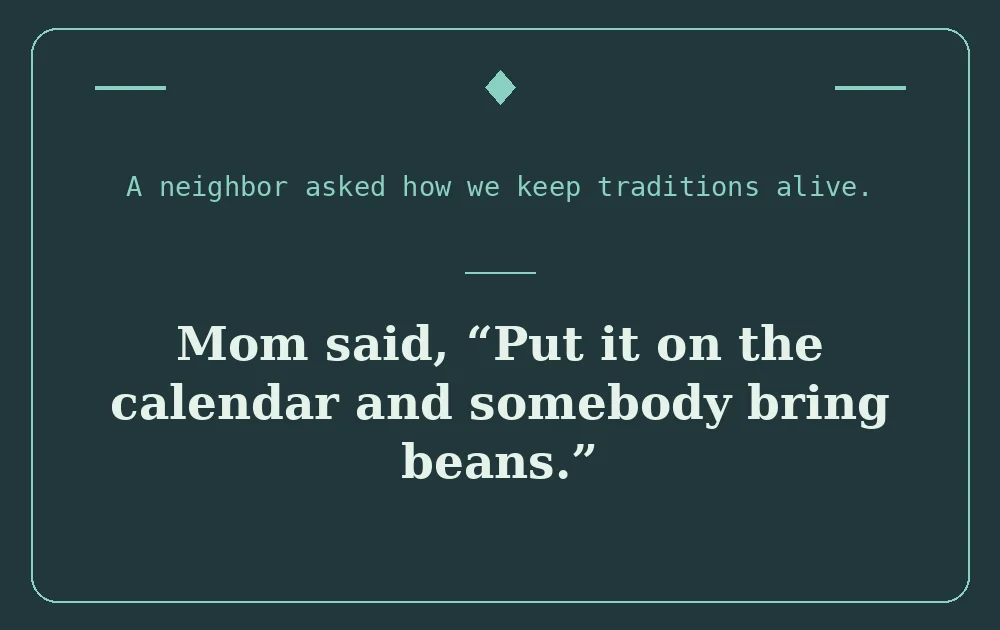 A neighbor asked how we keep traditions alive.
Mom said, “Put it on the
calendar and somebody bring
beans.”